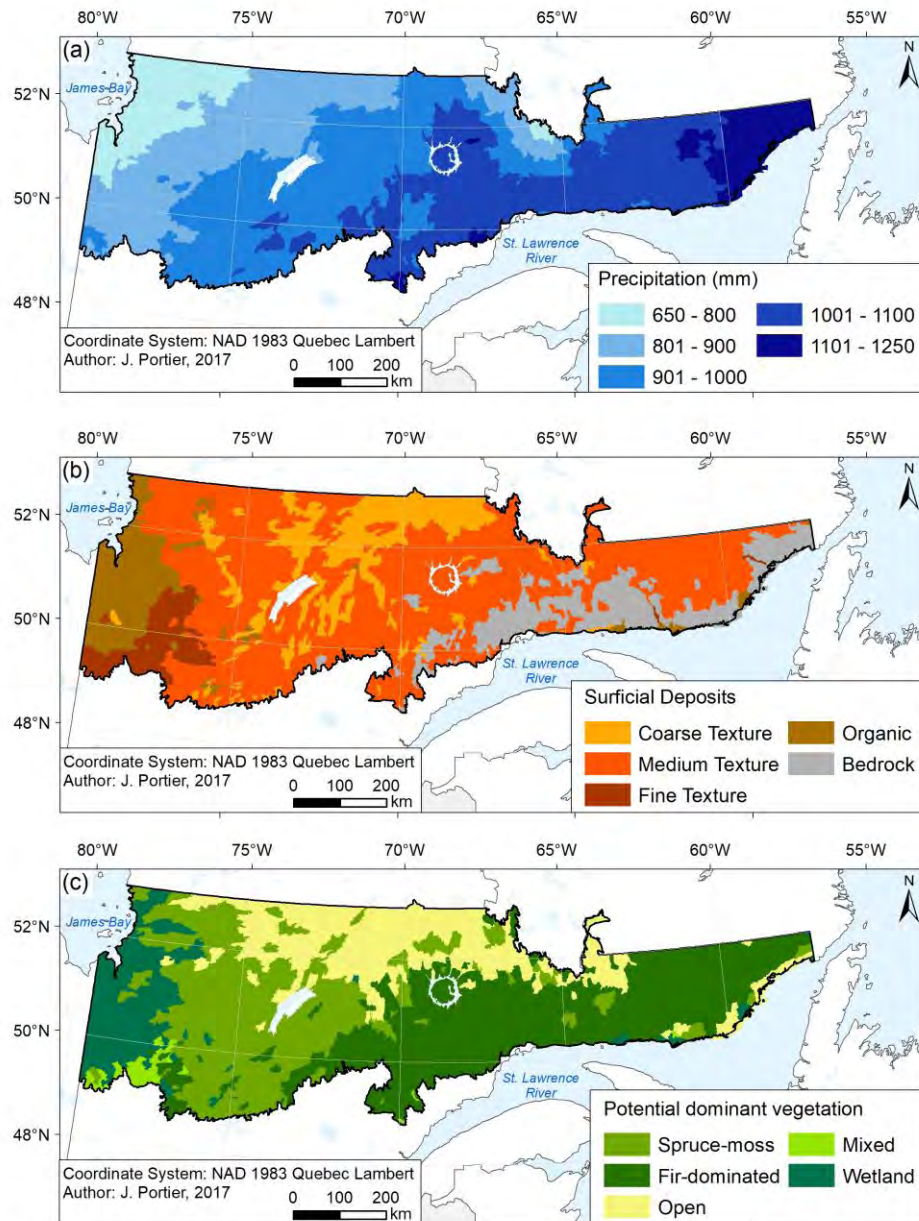 80°W 75°W 70°W 65°W 60°W 55°W
(a)
N
52°N
James Bay
50°N
St. Lawrence
River
48°N
Precipitation (mm)
650 - 800
1001 - 1100
801 - 900
1101 - 1250
901 - 1000
Coordinate System: NAD 1983 Quebec Lambert
Author: J. Portier, 2017
0 100 200
km
80°W 75°W 70°W 65°W 60°W 55°W
(b)
N
52°N
James Bay
50°N
St. Lawrence
River
48°N
Surficial Deposits
Coarse Texture
Organic
Medium Texture
Bedrock
Fine Texture
Coordinate System: NAD 1983 Quebec Lambert
Author: J. Portier, 2017
0 100 200
km
80°W 75°W 70°W 65°W 60°W 55°W
(c)
N
52°N
James Bay
50°N
St. Lawrence
River
48°N
Potential dominant vegetation
Spruce-moss
Mixed
Fir-dominated
Wetland
Open
Coordinate System: NAD 1983 Quebec Lambert
Author: J. Portier, 2017
0 100 200
km